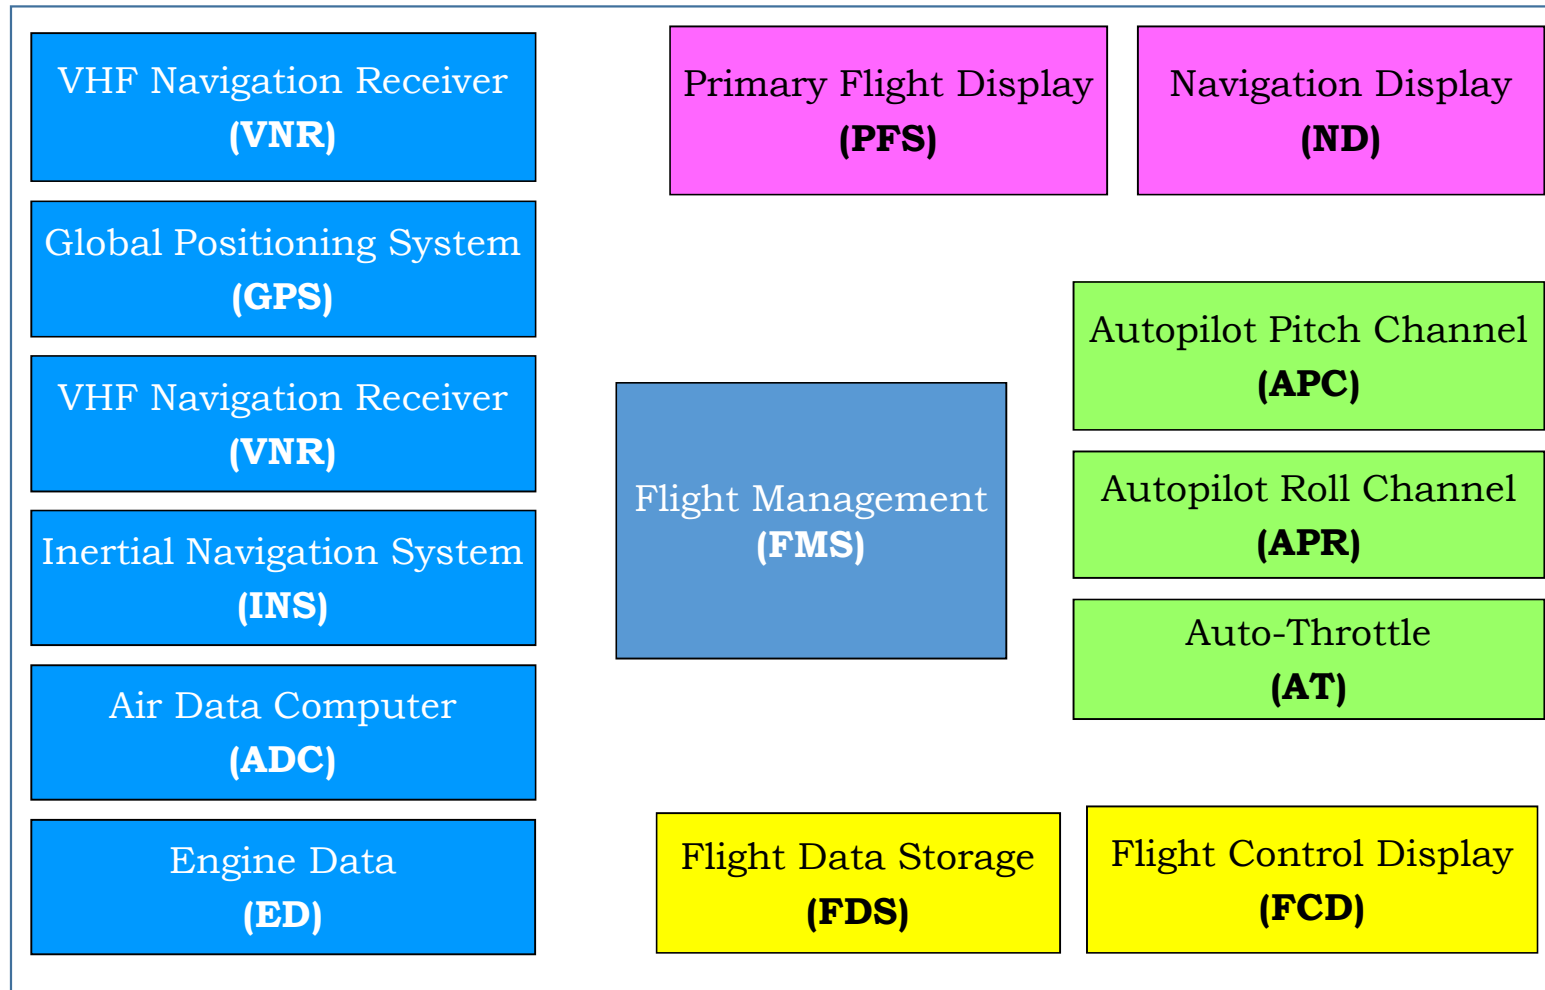 VHF Navigation Receiver
(VNR)
Global Positioning System
(GPS)
VHF Navigation Receiver
(VNR)
Inertial Navigation System
(INS)
Air Data Computer
(ADC)
Engine Data
(ED)
Primary Flight Display
(PFS)
Navigation Display
(ND)
Flight Management
(FMS)
Autopilot Pitch Channel
(APC)
Autopilot Roll Channel
(APR)
Auto-Throttle
(AT)
Flight Data Storage
(FDS)
Flight Control Display
(FCD)